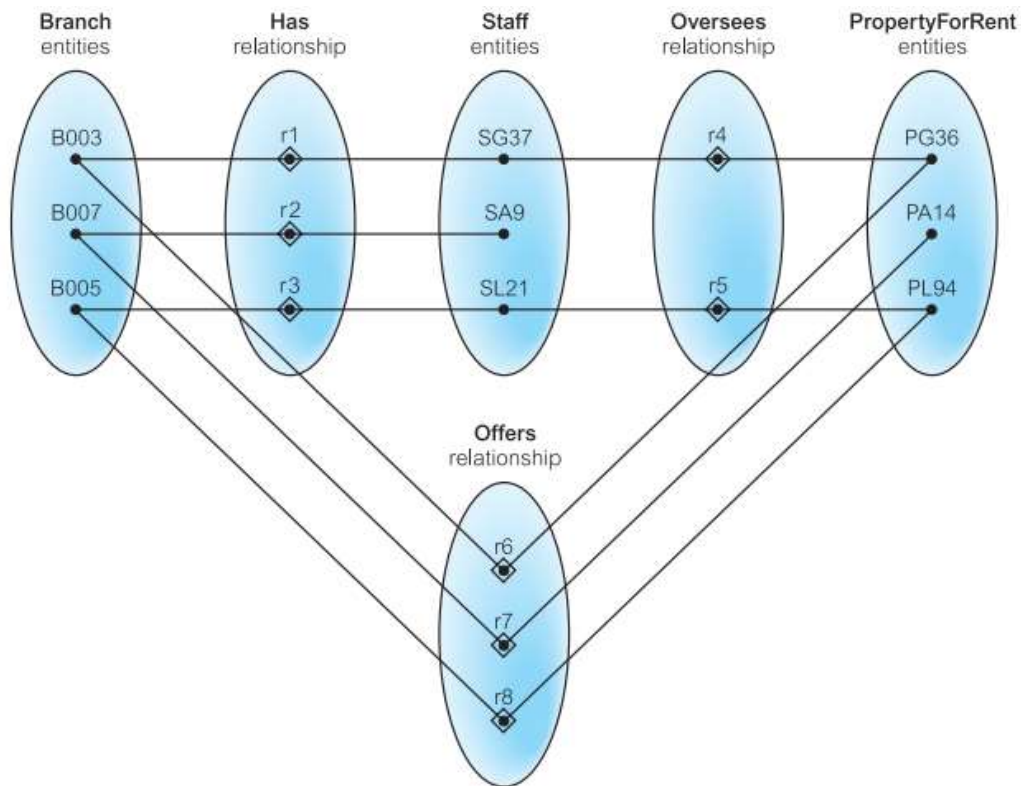 Branch
entities
Has
relationship
Staff
entities
Oversees
relationship
PropertyForRent
entities
B003
r1
SG37
r4
PG36
B007
r2
SA9
PA14
B005
r3
SL21
r5
PL94
Offers
relationship
r6
r7
r8